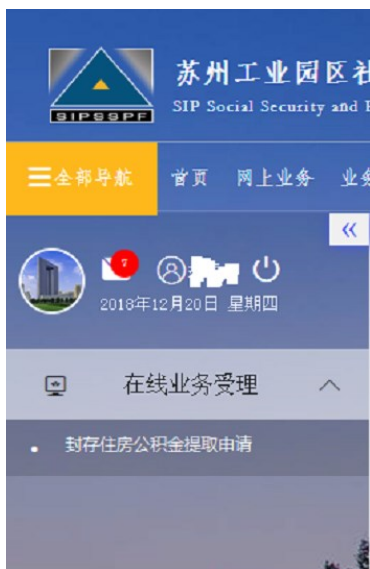 苏州工业园区社
SIP Social Security and
SIPSSPF
全部导航 首页 网上业务 业务
7
2018年12月20日 星期四
在线业务受理
封存住房公积金提取申请